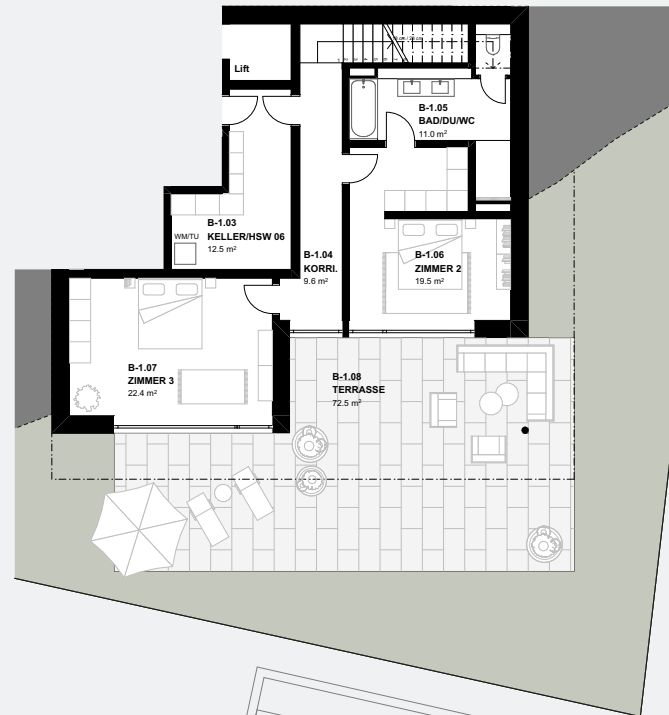 Lift
B-1.05
BAD/DU/WC
11.0 m²
B-1.03
KELLER/HSW 06
12.5 m²
WM/TU
B-1.04
KORRI.
9.6 m²
B-1.06
ZIMMER 2
19.5 m²
B-1.07
ZIMMER 3
22.4 m²
B-1.08
TERRASSE
72.5 m²